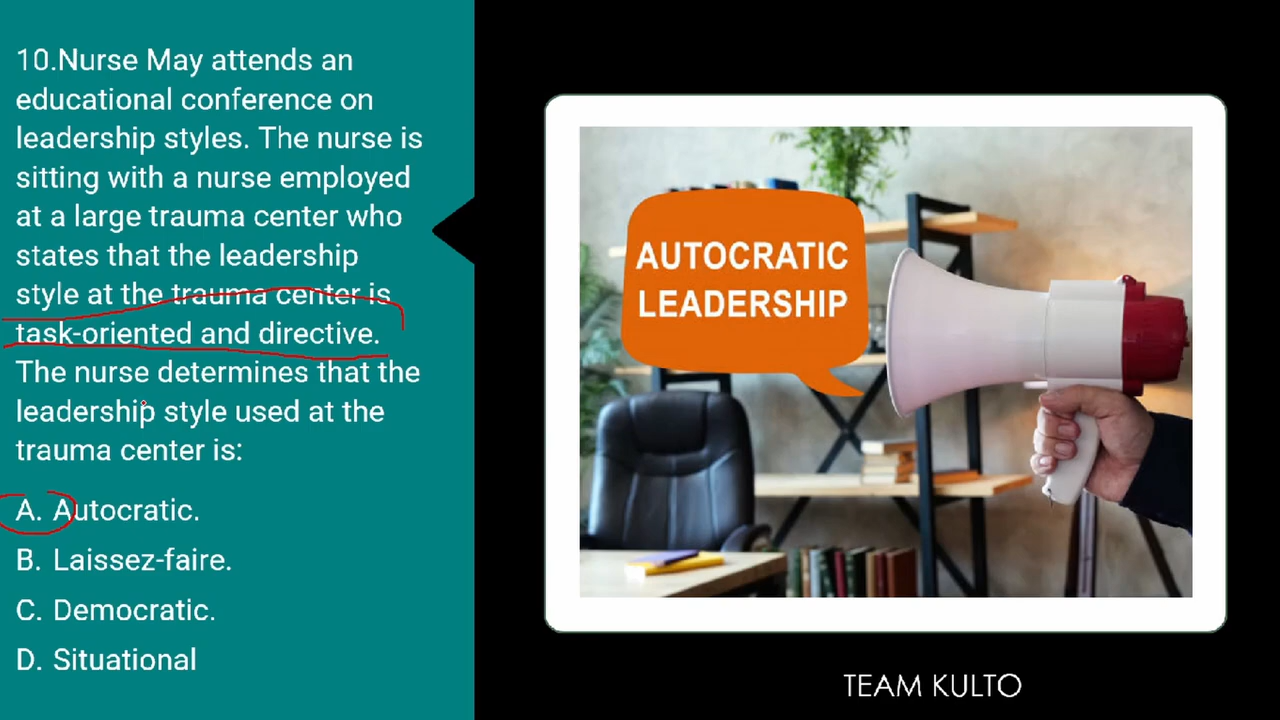 10.Nurse May attends an
educational conference on
leadership styles. The nurse is
sitting with a nurse employed
at a large trauma center who
states that the leadership
style at the trauma center is
task-oriented and directive.
The nurse determines that the
leadership style used at the
trauma center is:
A. Autocratic.
B. Laissez-faire.
C. Democratic.
D. Situational
AUTOCRATIC
LEADERSHIP
TEAM KULTO